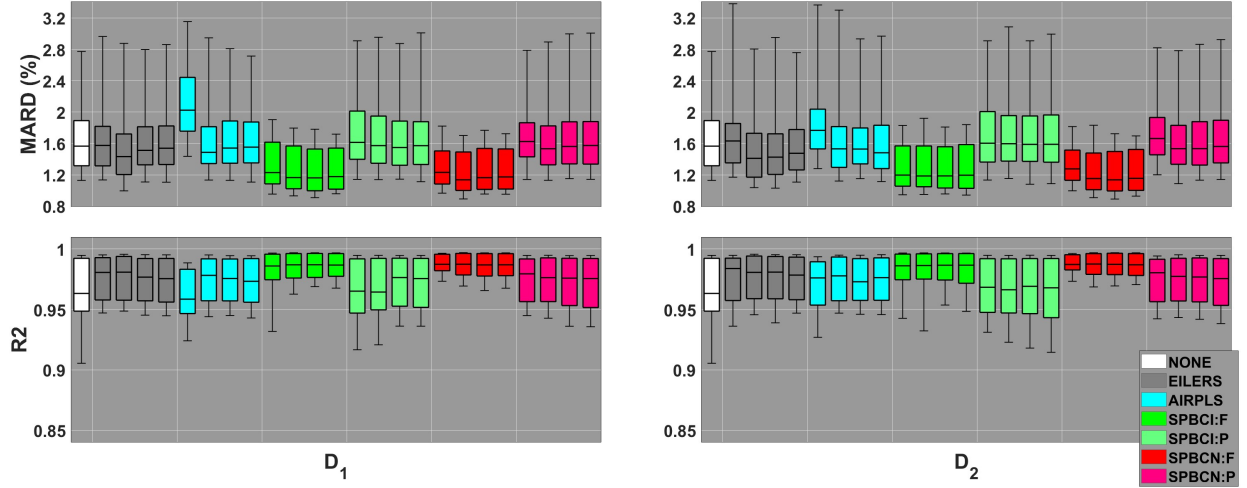 3.2
2.8
2.4
2
1.6
1.2
0.8
MARD (%)
3.2
2.8
2.4
2
1.6
1.2
0.8
1
0.95
0.9
0.85
R2
D1
1
0.95
0.9
0.85
D2
NONE
EILERS
AIRPLS
SPBCI:F
SPBCI:P
SPBCN:F
SPBCN:P